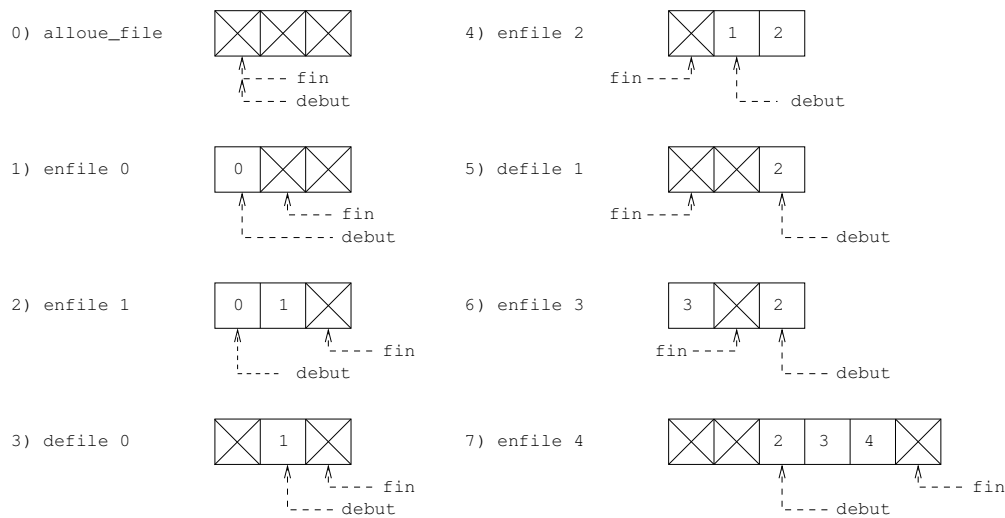 0) alloue_file
fin
debut
1) enfile 0
0
fin
debut
2) enfile 1
0 1
fin
debut
3) defile 0
1
fin
debut
4) enfile 2
1 2
fin
debut
5) defile 1
2
fin
debut
6) enfile 3
3 2
fin
debut
7) enfile 4
2 3 4
fin
debut